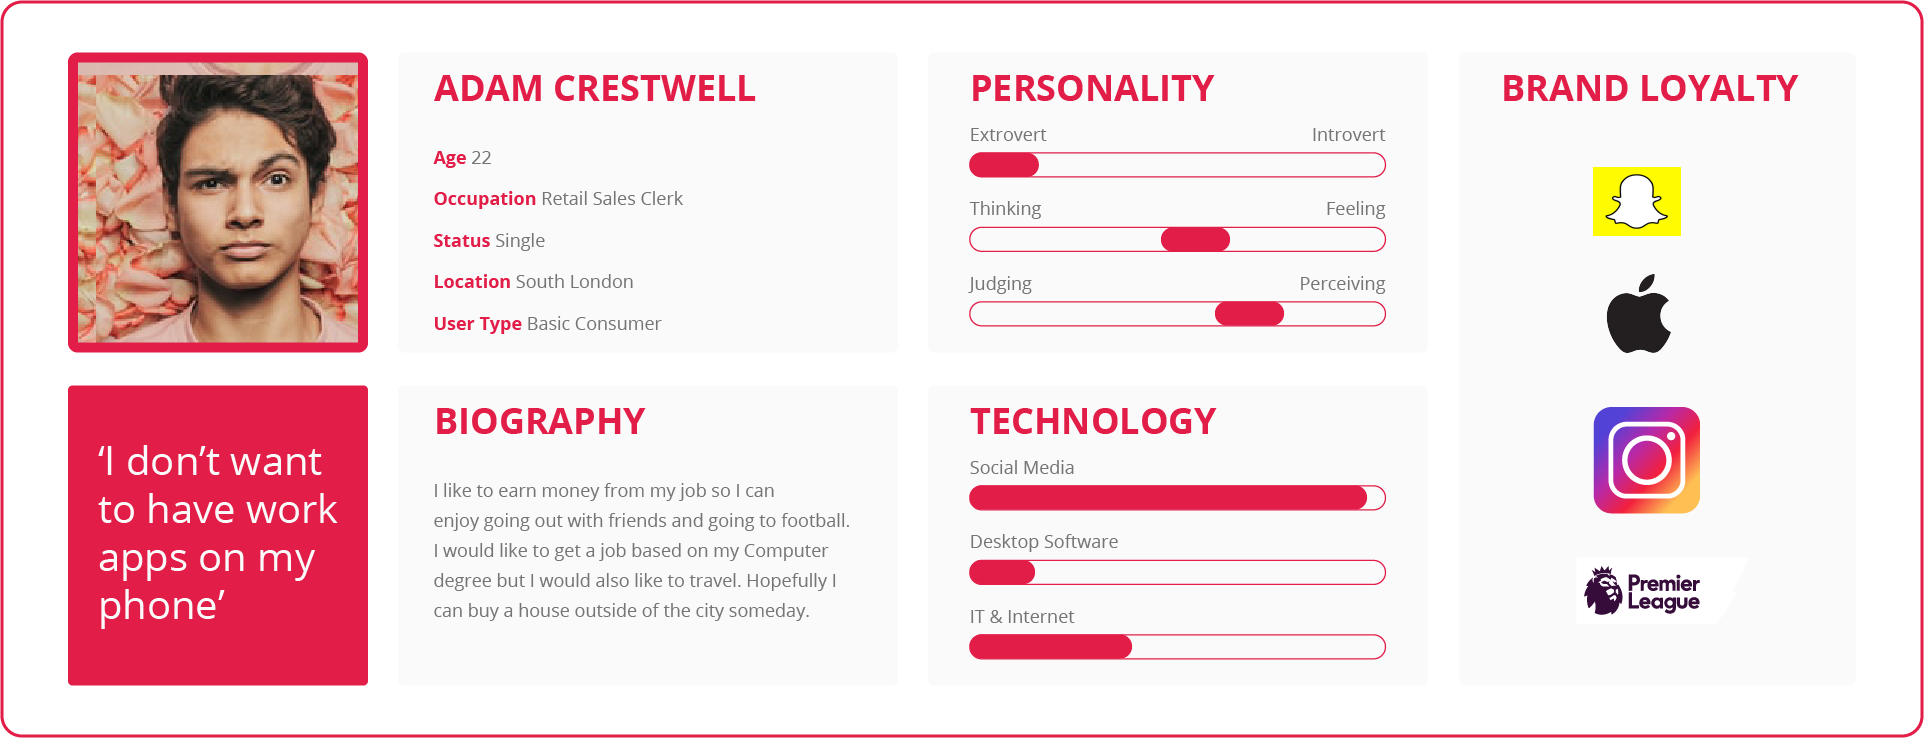 ADAM CRESTWELL
Age 22
Occupation Retail Sales Clerk
Status Single
Location South London
User Type Basic Consumer
PERSONALITY
Extrovert Introvert
Thinking Feeling
Judging Perceiving
BRAND LOYALTY
Premier
League
‘I don’t want
to have work
apps on my
phone’
BIOGRAPHY
I like to earn money from my job so I can
enjoy going out with friends and going to football.
I would like to get a job based on my Computer
degree but I would also like to travel. Hopefully I
can buy a house outside of the city someday.
TECHNOLOGY
Social Media
Desktop Software
IT & Internet